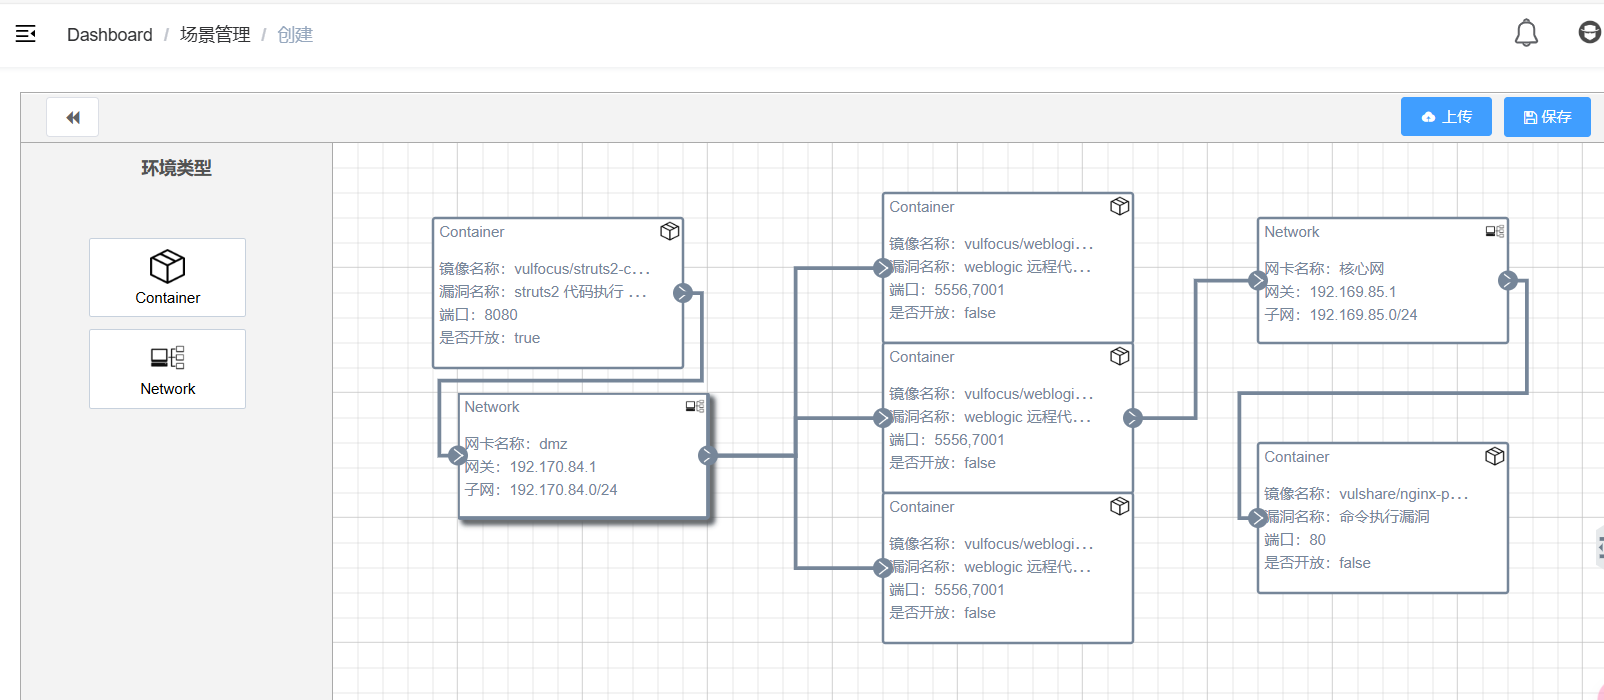 Dashboard / 场景管理 / 创建
上传
保存
环境类型
Container
Network
Container
镜像名称：vulfocus/struts2-c...
漏洞名称：struts2 代码执行 ...
端口：8080
是否开放：true
Network
网卡名称：dmz
网关：192.170.84.1
子网：192.170.84.0/24
Container
镜像名称：vulfocus/weblogi...
漏洞名称：weblogic 远程代...
端口：5556,7001
是否开放：false
Container
镜像名称：vulfocus/weblogi...
漏洞名称：weblogic 远程代...
端口：5556,7001
是否开放：false
Container
镜像名称：vulfocus/weblogi...
漏洞名称：weblogic 远程代...
端口：5556,7001
是否开放：false
Network
网卡名称：核心网
网关：192.169.85.1
子网：192.169.85.0/24
Container
镜像名称：vulshare/nginx-p...
漏洞名称：命令执行漏洞
端口：80
是否开放：false